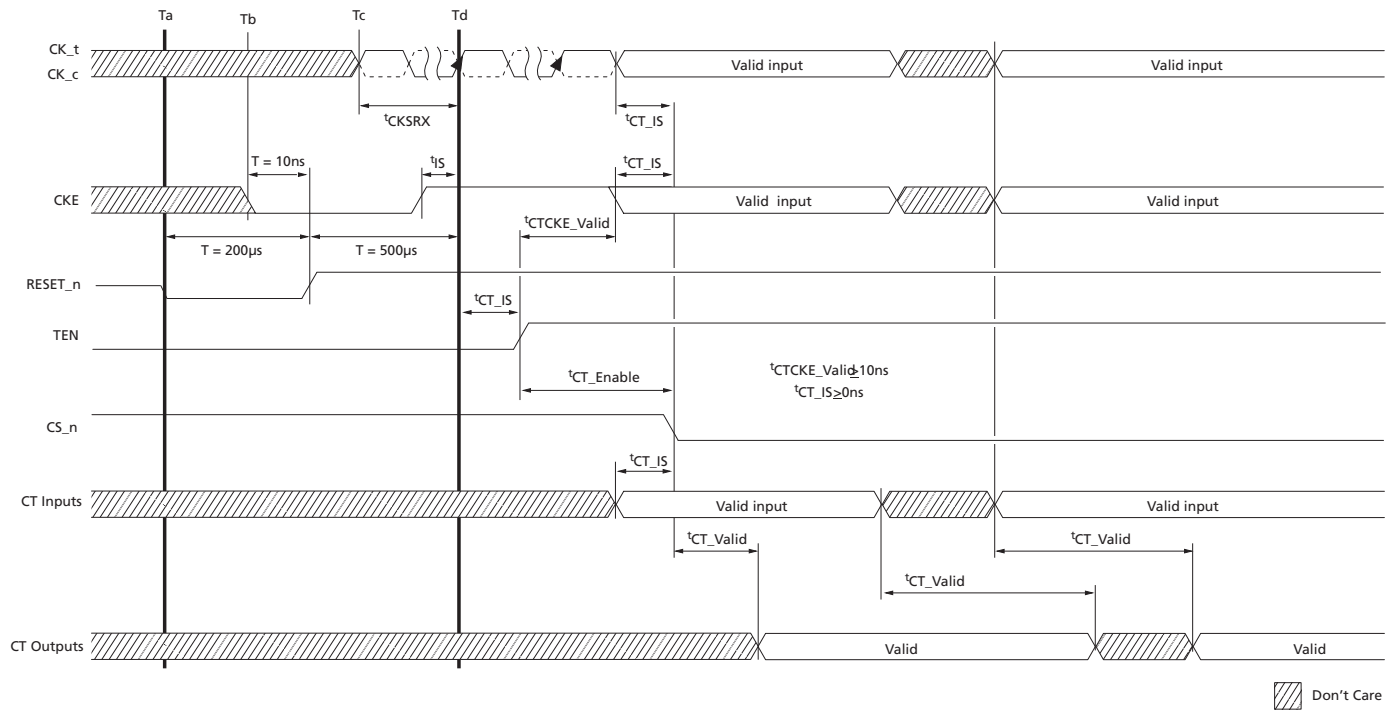 Ta
Tb
Tc
Td
CK_t
CK_c
Valid input
Valid input
tCKSRX
tCT_IS
T = 10ns
tIS
tCT_IS
CKE
Valid input
Valid input
tCTCKE_Valid
T = 200µs
T = 500µs
RESET_n
tCT_IS
TEN
tCT_Enable
tCTCKE_Valid≥10ns
tCT_IS≥0ns
CS_n
tCT_IS
CT Inputs
Valid input
Valid input
tCT_Valid
tCT_Valid
tCT_Valid
CT Outputs
Valid
Valid
Don't Care